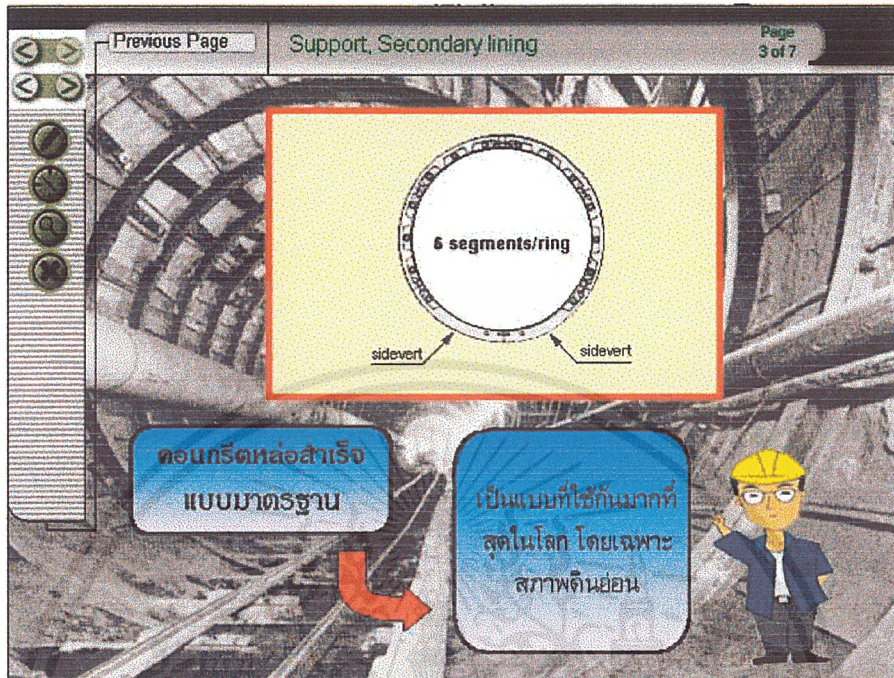 Previous Page
Support, Secondary lining
Page
3 of 7
6 segments/ring
sidevert
sidevert
คอนกรีตหล่อสำเร็จ
แบบมาตรฐาน
เป็นแบบที่ใช้กันมากที่
สุดในโลก โดยเฉพาะ
สภาพดินอ่อน